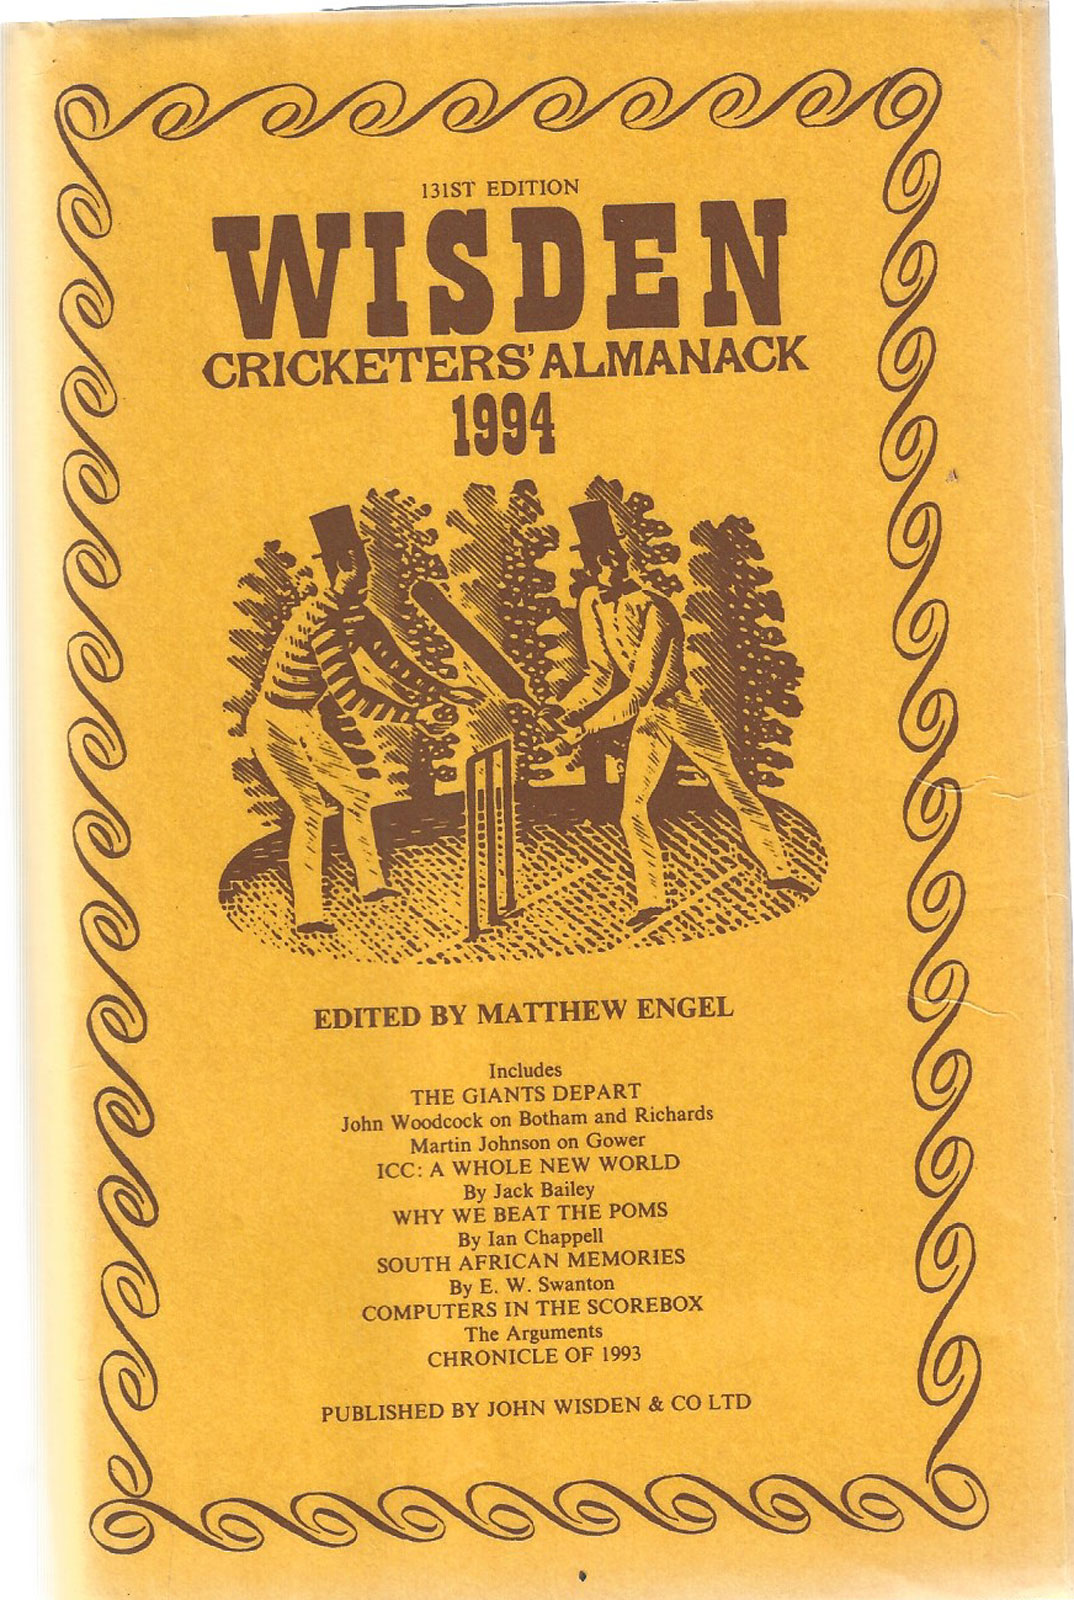 131ST EDITION
WISDEN
CRICKETERS' ALMANACK
1994
EDITED BY MATTHEW ENGEL
Includes
THE GIANTS DEPART
John Woodcock on Botham and Richards
Martin Johnson on Gower
ICC: A WHOLE NEW WORLD
By Jack Bailey
WHY WE BEAT THE POMS
By Ian Chappell
SOUTH AFRICAN MEMORIES
By E. W. Swanton
COMPUTERS IN THE SCOREBOX
The Arguments
CHRONICLE OF 1993
PUBLISHED BY JOHN WISDEN & CO LTD